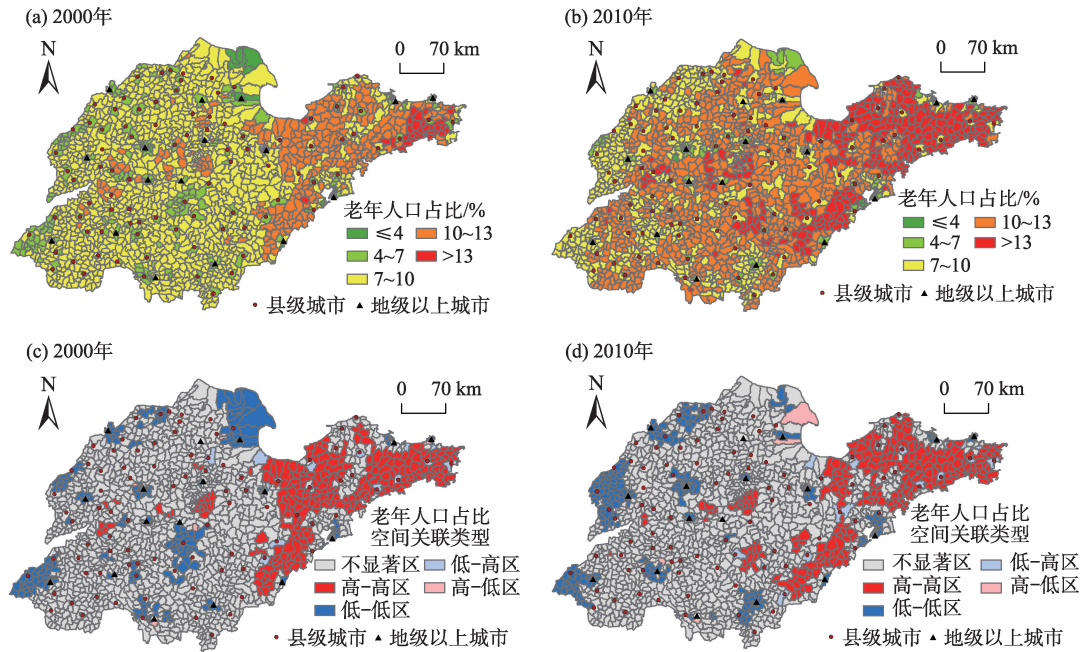 (a) 2000年
N
0 70 km
老年人口占比/%
≤4 10~13
4~7 >13
7~10
县级城市 地级以上城市
(b) 2010年
N
0 70 km
老年人口占比/%
≤4 10~13
4~7 >13
7~10
县级城市 地级以上城市
(c) 2000年
N
0 70 km
老年人口占比
空间关联类型
不显著区 低-高区
高-高区 高-低区
低-低区
县级城市 地级以上城市
(d) 2010年
N
0 70 km
老年人口占比
空间关联类型
不显著区 低-高区
高-高区 高-低区
低-低区
县级城市 地级以上城市